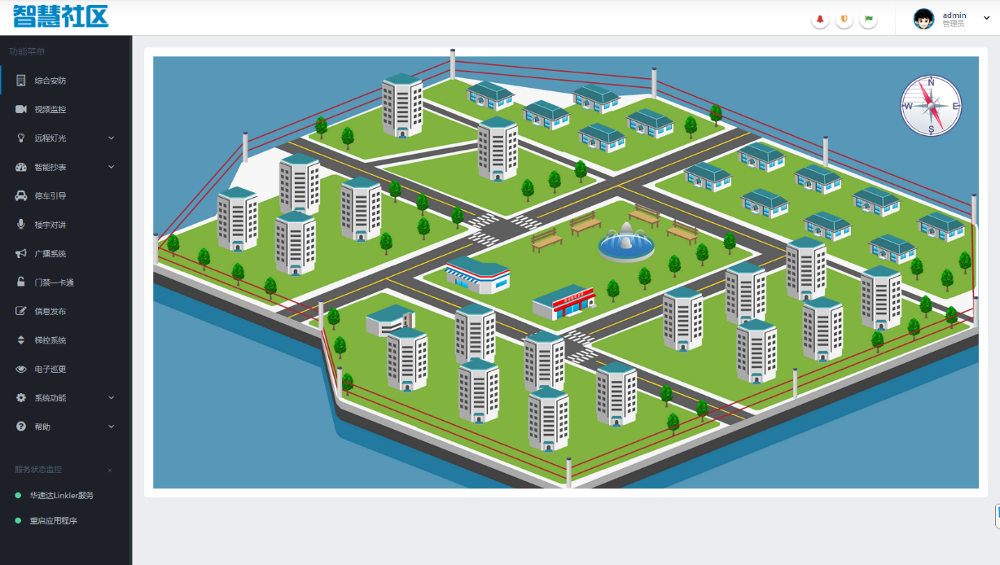 智慧社区
admin
管理员
功能菜单
综合安防
视频监控
远程灯光
智能抄表
停车引导
楼宇对讲
广播系统
门禁一卡通
信息发布
梯控系统
电子巡更
系统功能
帮助
服务状态监控
×
华速达Linkler服务
重启应用程序
N
W
E
S